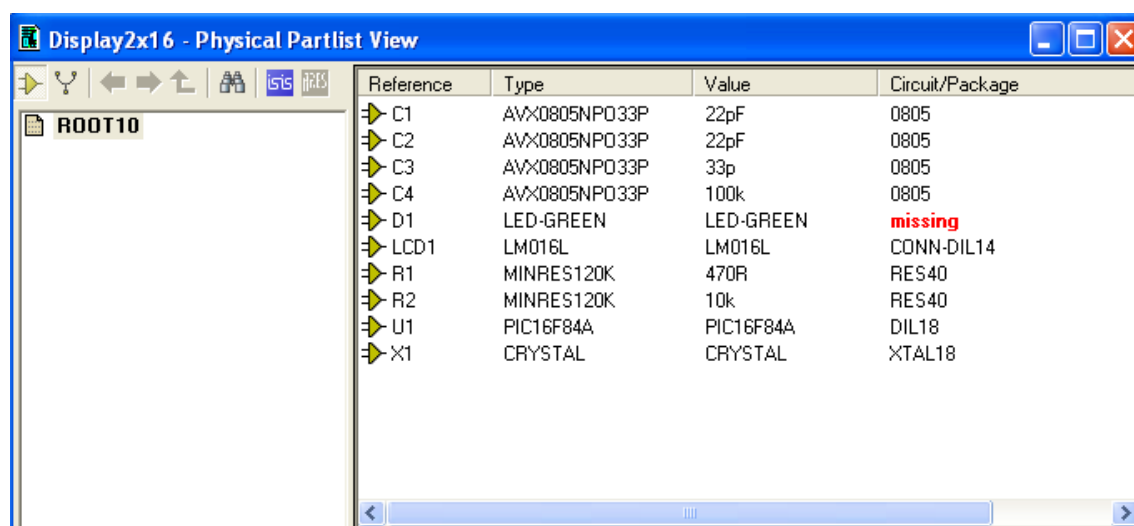 Display2x16 - Physical Partlist View
isis
ARES
ROOT10
Reference Type Value Circuit/Package
C1 AVX0805NPO33P 22pF 0805
C2 AVX0805NPO33P 22pF 0805
C3 AVX0805NPO33P 33p 0805
C4 AVX0805NPO33P 100k 0805
D1 LED-GREEN LED-GREEN missing
LCD1 LM016L LM016L CONN-DIL14
R1 MINRES120K 470R RES40
R2 MINRES120K 10k RES40
U1 PIC16F84A PIC16F84A DIL18
X1 CRYSTAL CRYSTAL XTAL18